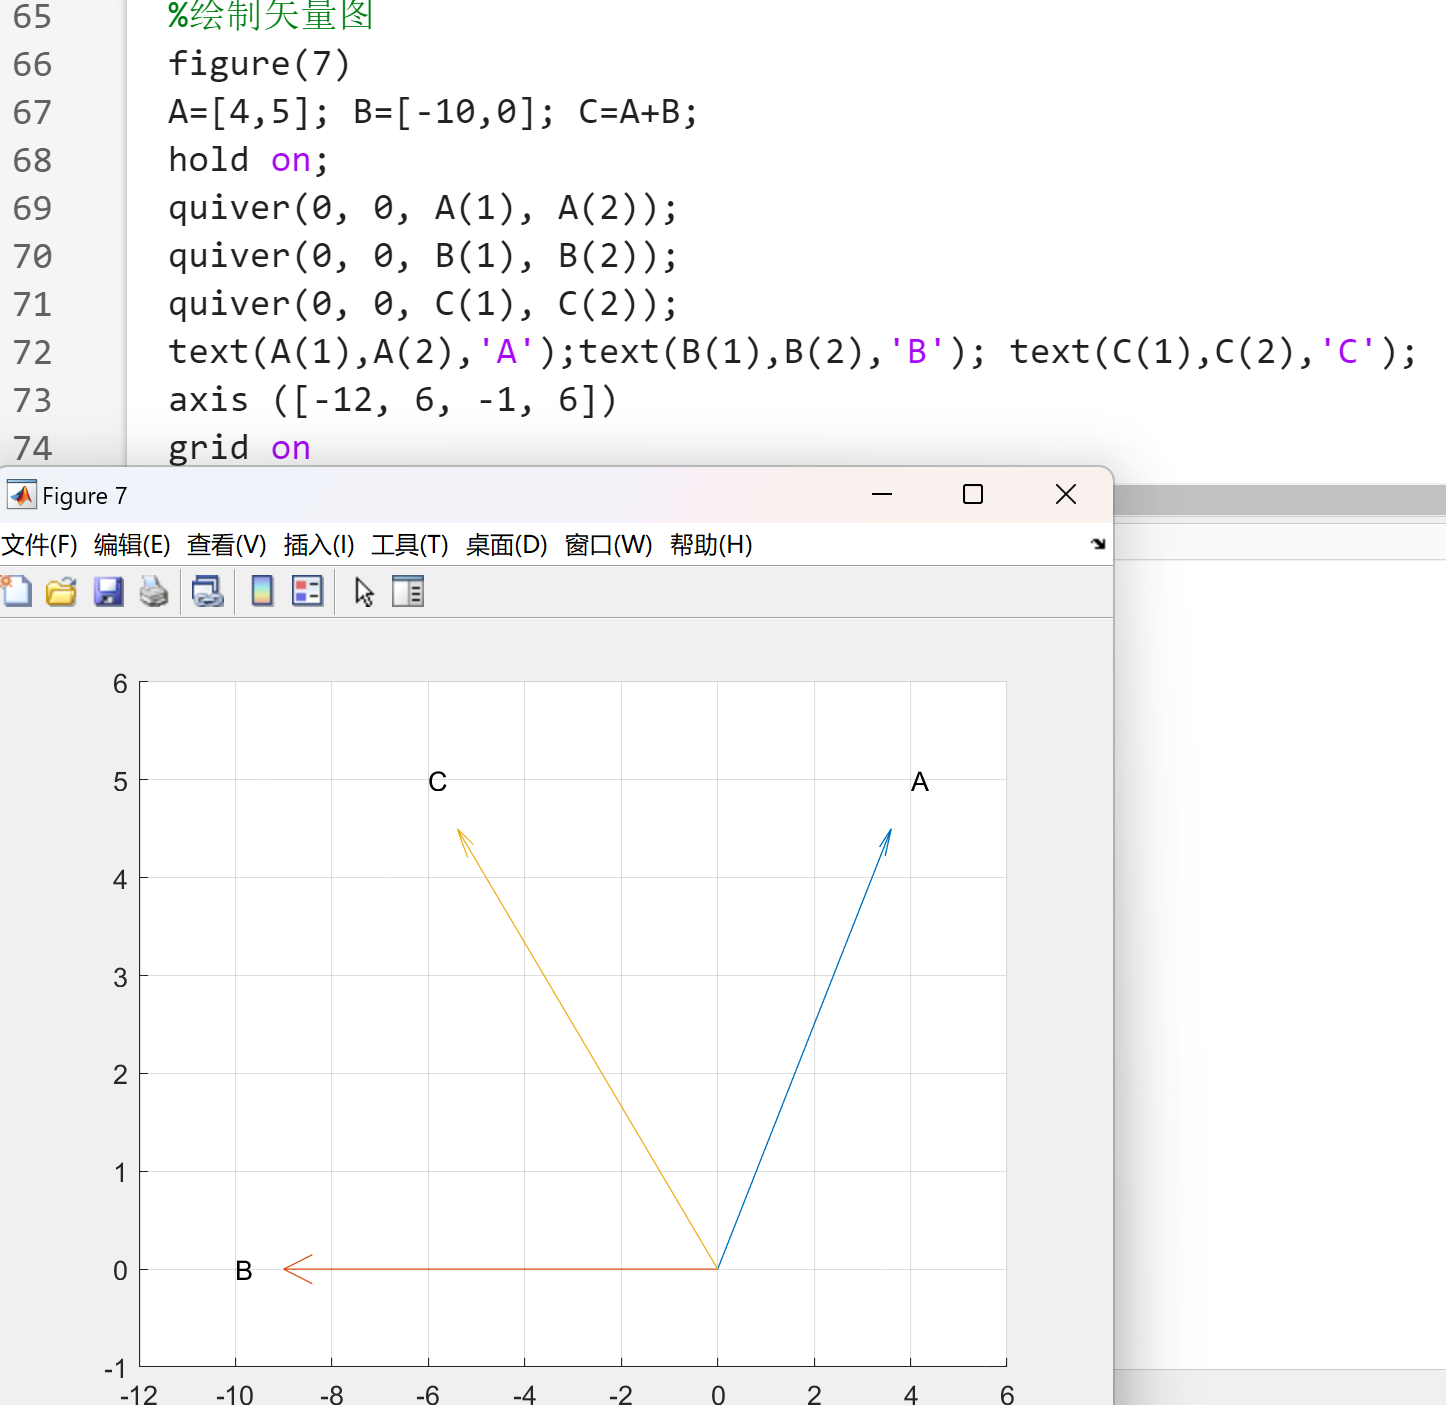 65 %绘制矢量图
66 figure(7)
67 A=[4,5]; B=[-10,0]; C=A+B;
68 hold on;
69 quiver(0, 0, A(1), A(2));
70 quiver(0, 0, B(1), B(2));
71 quiver(0, 0, C(1), C(2));
72 text(A(1),A(2),'A');text(B(1),B(2),'B'); text(C(1),C(2),'C');
73 axis ([-12, 6, -1, 6])
74 grid on
Figure 7
文件(F) 编辑(E) 查看(V) 插入(I) 工具(T) 桌面(D) 窗口(W) 帮助(H)
6
5 C A
4
3
2
1
0 B
-1
-12 -10 -8 -6 -4 -2 0 2 4 6